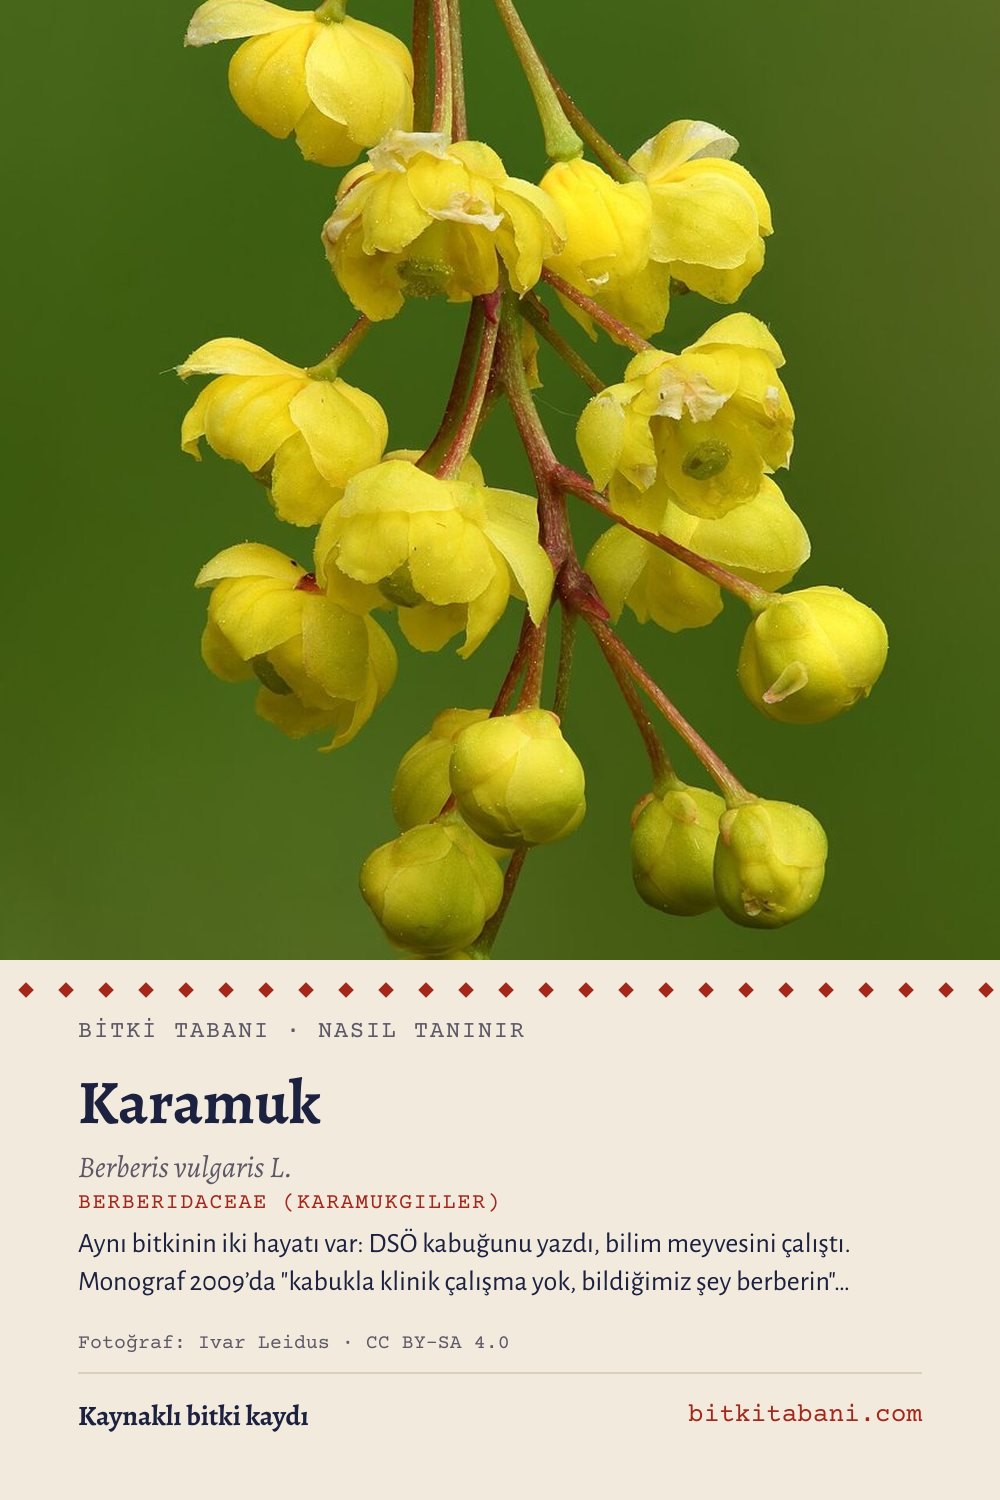 BİTKİ TABANI · NASIL TANINIR
Karamuk
Berberis vulgaris L.
BERBERIDACEAE (KARAMUKGILLER)
Aynı bitkinin iki hayatı var: DSÖ kabuğunu yazdı, bilim meyvesini çalıştı.
Monograf 2009’da "kabukla klinik çalışma yok, bildiğimiz şey berberin"…
Fotoğraf: Ivar Leidus · CC BY-SA 4.0
Kaynaklı bitki kaydı
bitkitabani.com